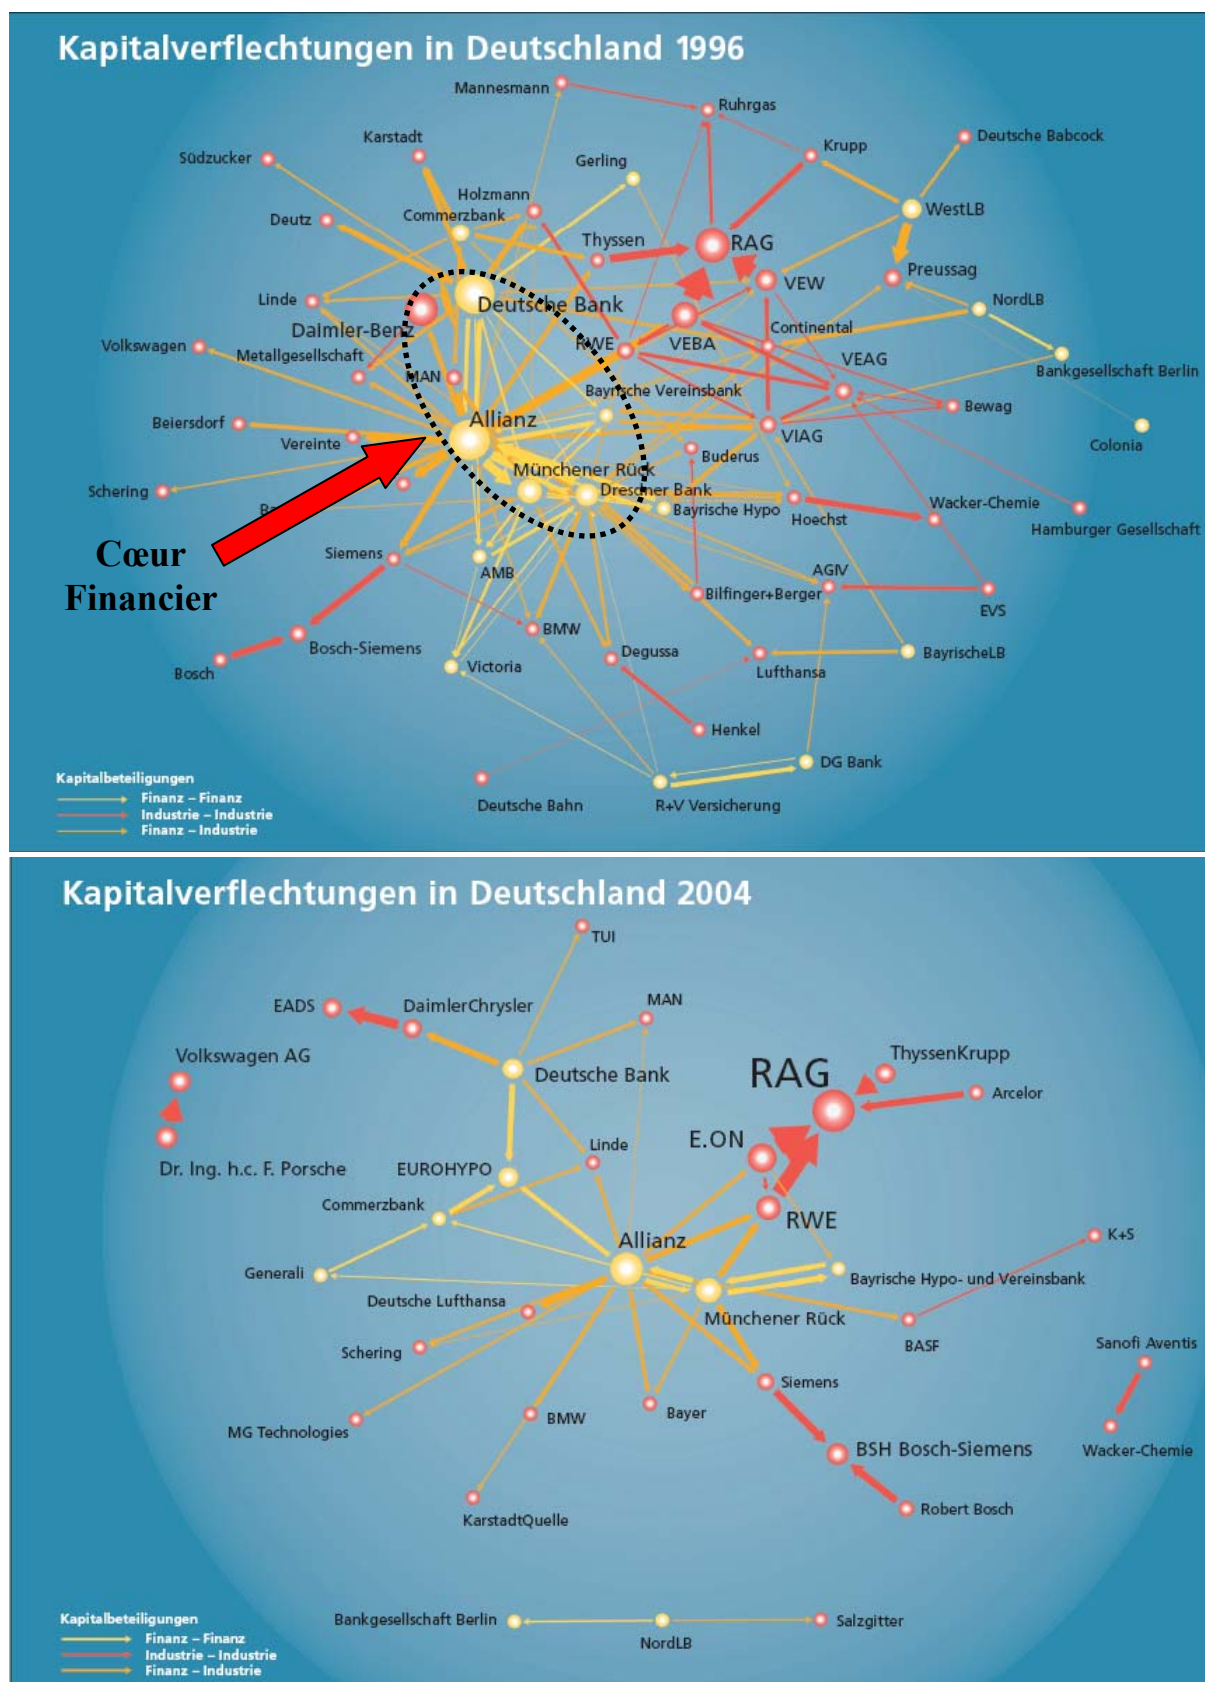 Kapitalverflechtungen in Deutschland 1996
Mannesmann
Ruhrgas
Karstadt
Krupp
Deutsche Babcock
Südzucker
Gerling
Holzmann
Commerzbank
WestLB
Deutz
Thyssen
RAG
Preussag
VEW
Linde
Deutsche Bank
NordLB
Daimler-Benz
VEBA
Continental
Volkswagen
RWE
VEAG
Metallgesellschaft
MAN
Bankgesellschaft Berlin
Bayrische Vereinsbank
Bewag
Beiersdorf
Allianz
VIAG
Vereinte
Buderus
Colonia
Münchener Rück
Schering
Dresdner Bank
Bayrische Hypo
Hoechst
Wacker-Chemie
Hamburger Gesellschaft
Cœur
Financier
Siemens
AMB
AGIV
Bilfinger+Berger
EVS
BMW
Bosch-Siemens
Degussa
BayrischeLB
Bosch
Victoria
Lufthansa
Henkel
DG Bank
Deutsche Bahn
R+V Versicherung
Kapitalbeteiligungen
Finanz – Finanz
Industrie – Industrie
Finanz – Industrie
Kapitalverflechtungen in Deutschland 2004
TUI
EADS
DaimlerChrysler
MAN
Volkswagen AG
ThyssenKrupp
Deutsche Bank
RAG
Arcelor
Linde
E.ON
Dr. Ing. h.c. F. Porsche
EUROHYPO
Commerzbank
RWE
Allianz
K+S
Generali
Bayrische Hypo- und Vereinsbank
Deutsche Lufthansa
Münchener Rück
BASF
Sanofi Aventis
Schering
Siemens
Bayer
BMW
MG Technologies
BSH Bosch-Siemens
Wacker-Chemie
Robert Bosch
KarstadtQuelle
Bankgesellschaft Berlin
Salzgitter
NordLB
Kapitalbeteiligungen
Finanz – Finanz
Industrie – Industrie
Finanz – Industrie